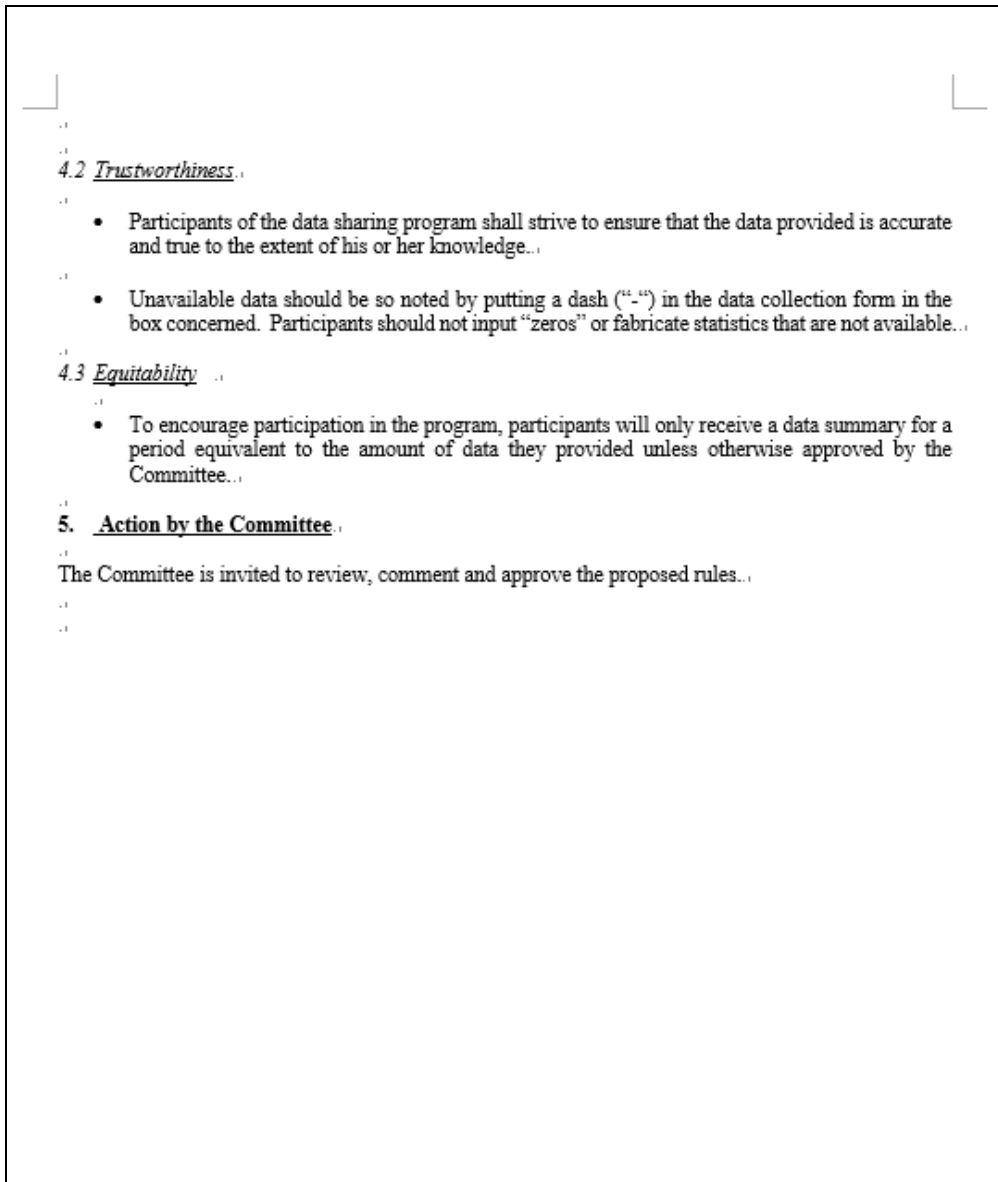 4.2 Trustworthiness.
• Participants of the data sharing program shall strive to ensure that the data provided is accurate
and true to the extent of his or her knowledge.
• Unavailable data should be so noted by putting a dash (“-“) in the data collection form in the
box concerned.  Participants should not input “zeros” or fabricate statistics that are not available.
4.3 Equitability
• To encourage participation in the program, participants will only receive a data summary for a
period equivalent to the amount of data they provided unless otherwise approved by the
Committee.
5. Action by the Committee
The Committee is invited to review, comment and approve the proposed rules.